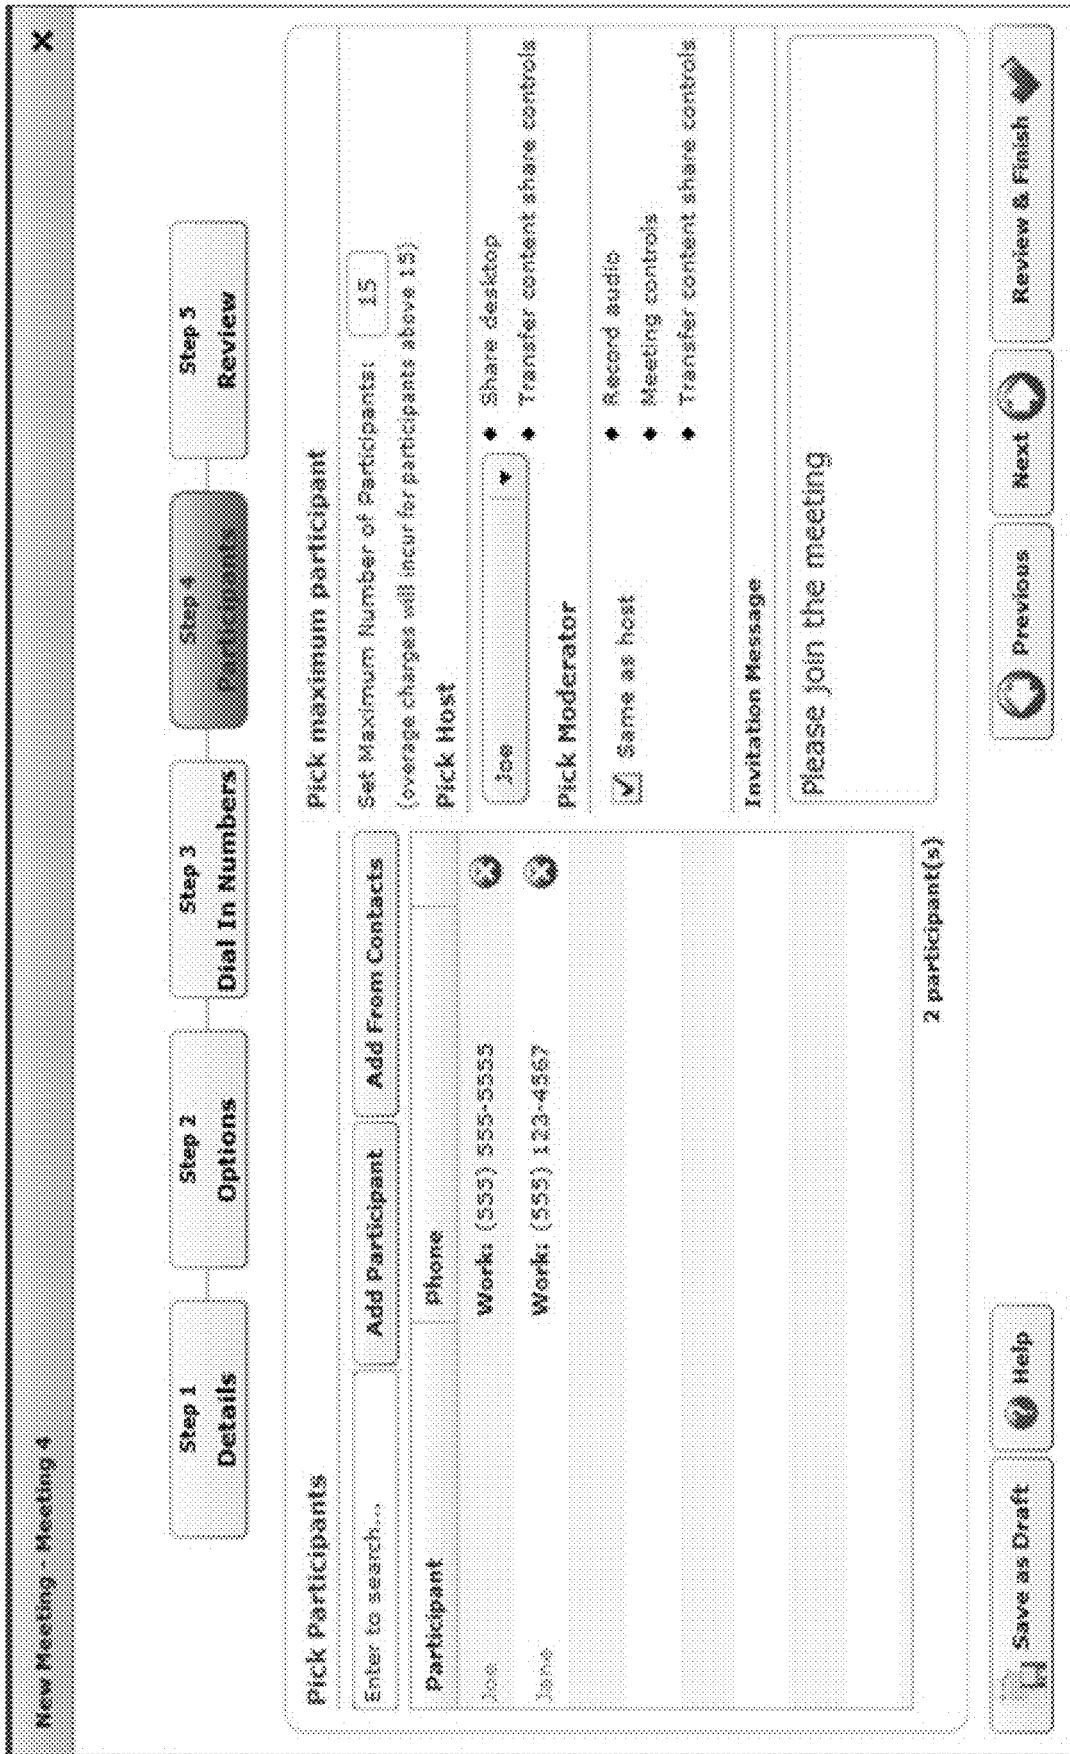 New Meeting - Meeting 4
Step 1
Details
Step 2
Options
Step 3
Dial In Numbers
Step 4
Participants
Step 5
Review
Pick Participants
Enter to search...
Add Participant
Add From Contacts
Participant
Phone
Joe
Work: (555) 555-5555
Jane
Work: (555) 123-4567
2 participant(s)
Pick maximum participant
Set Maximum Number of Participants: 15
(overage charges will incur for participants above 15)
Pick Host
Joe
Share desktop
Transfer content share controls
Pick Moderator
Same as host
Record audio
Meeting controls
Transfer content share controls
Invitation Message
Please join the meeting
Save as Draft
Help
Previous
Next
Review & Finish